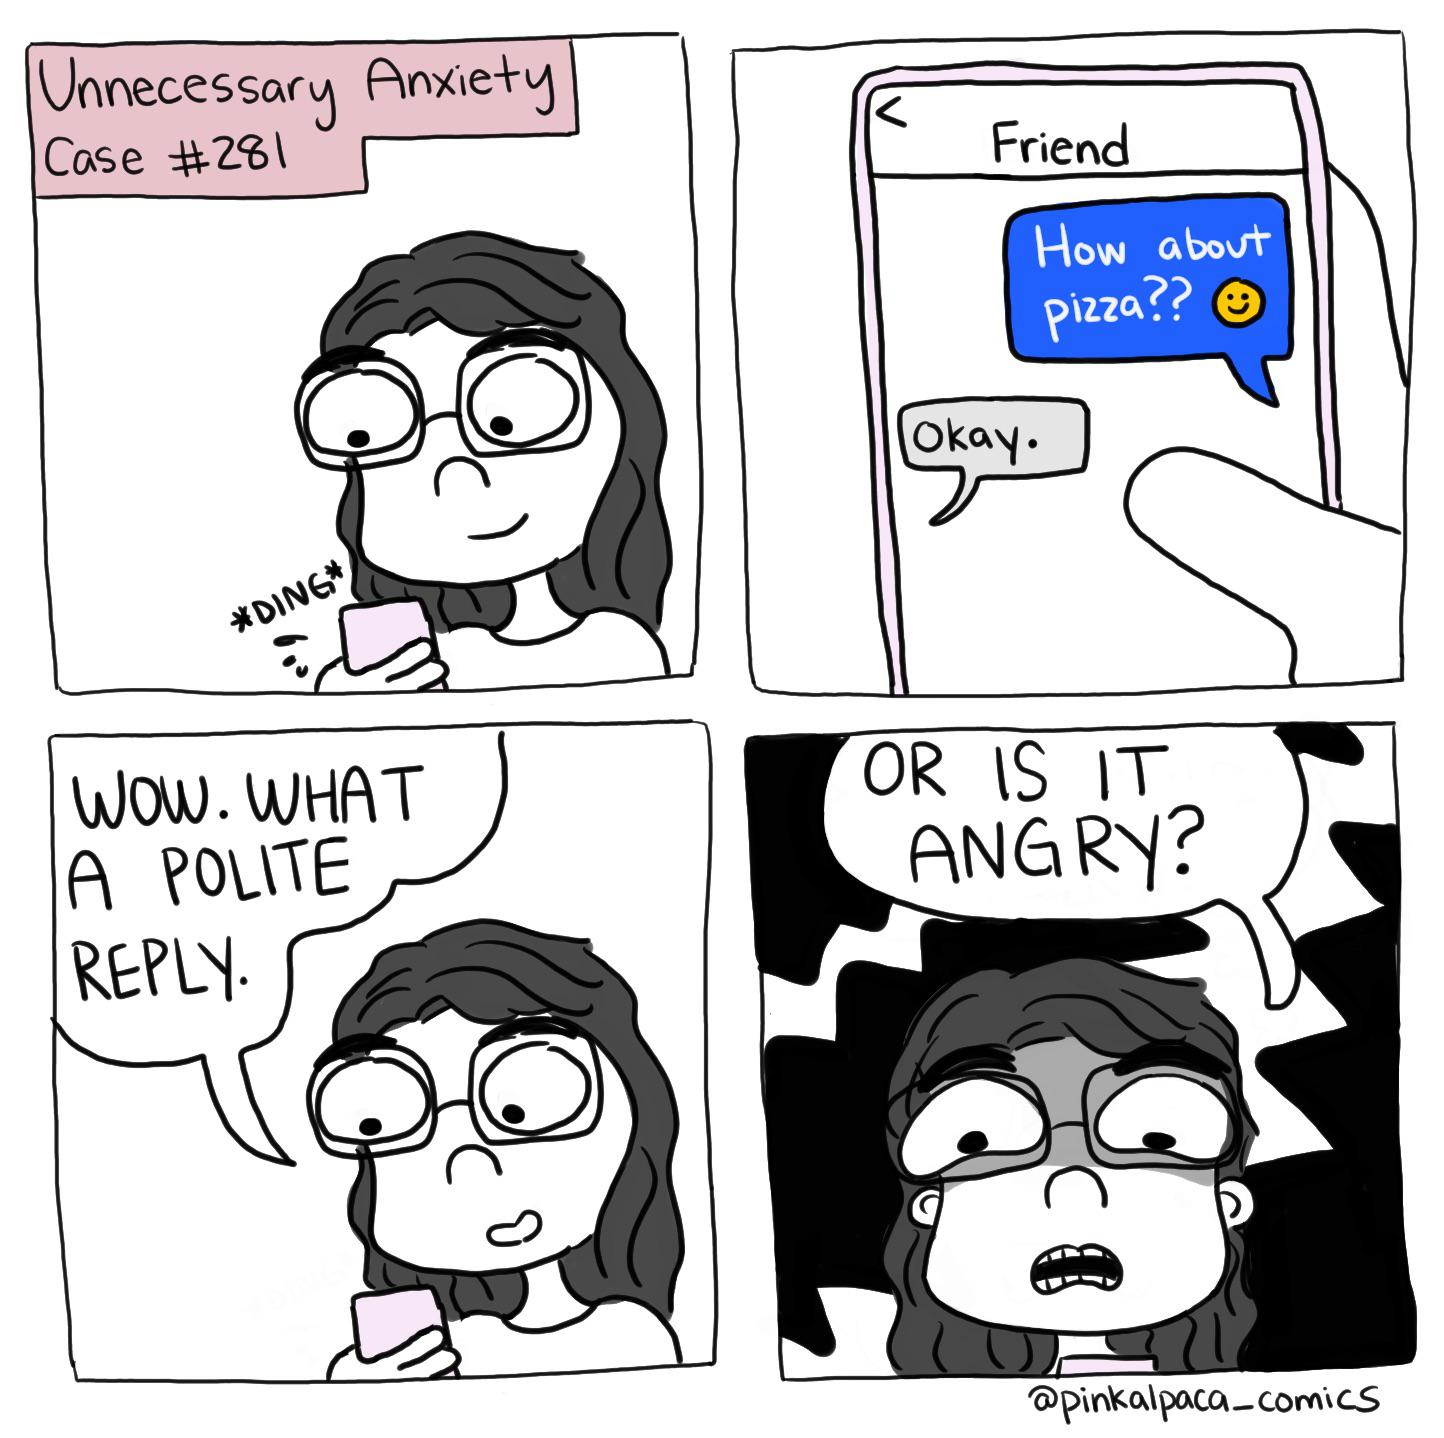 Unnecessary Anxiety
Case #281
*DING*
<
Friend
How about
pizza?? 🙂
Okay.
WOW. WHAT
A POLITE
REPLY.
OR IS IT
ANGRY?
@pinkalpaca_comics